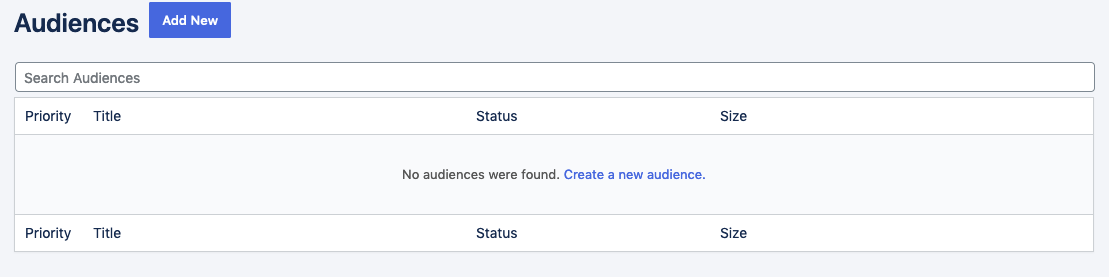 Audiences Add New
Search Audiences
Priority Title Status Size
No audiences were found. Create a new audience.
Priority Title Status Size